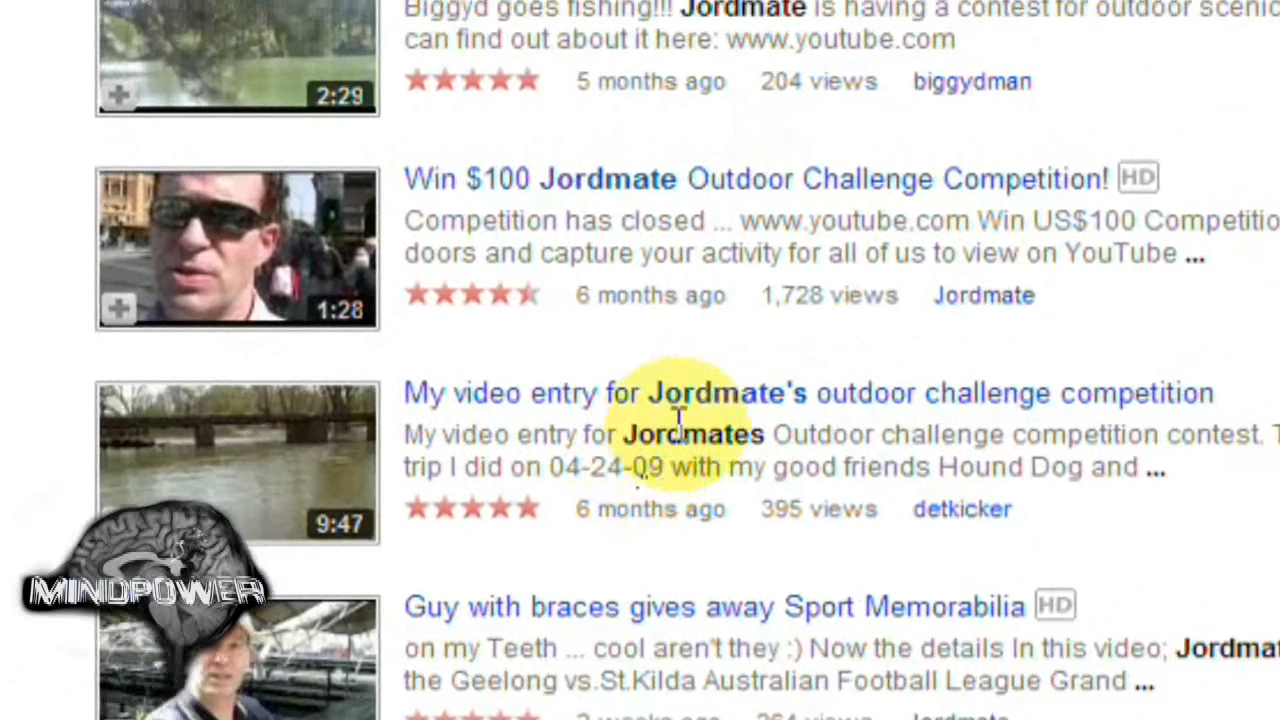 Biggyd goes fishing!!! Jordmate is having a contest for outdoor scenic
can find out about it here: www.youtube.com
2:29
5 months ago 204 views biggydman
Win $100 Jordmate Outdoor Challenge Competition! HD
Competition has closed ... www.youtube.com Win US$100 Competitio
doors and capture your activity for all of us to view on YouTube ...
1:28
6 months ago 1,728 views Jordmate
My video entry for Jordmate's outdoor challenge competition
My video entry for Jordmates Outdoor challenge competition contest. T
trip I did on 04-24-09 with my good friends Hound Dog and ...
9:47
6 months ago 395 views detkicker
MINDPOWER
Guy with braces gives away Sport Memorabilia HD
on my Teeth ... cool aren't they :) Now the details In this video; Jordmat
the Geelong vs.St.Kilda Australian Football League Grand ...